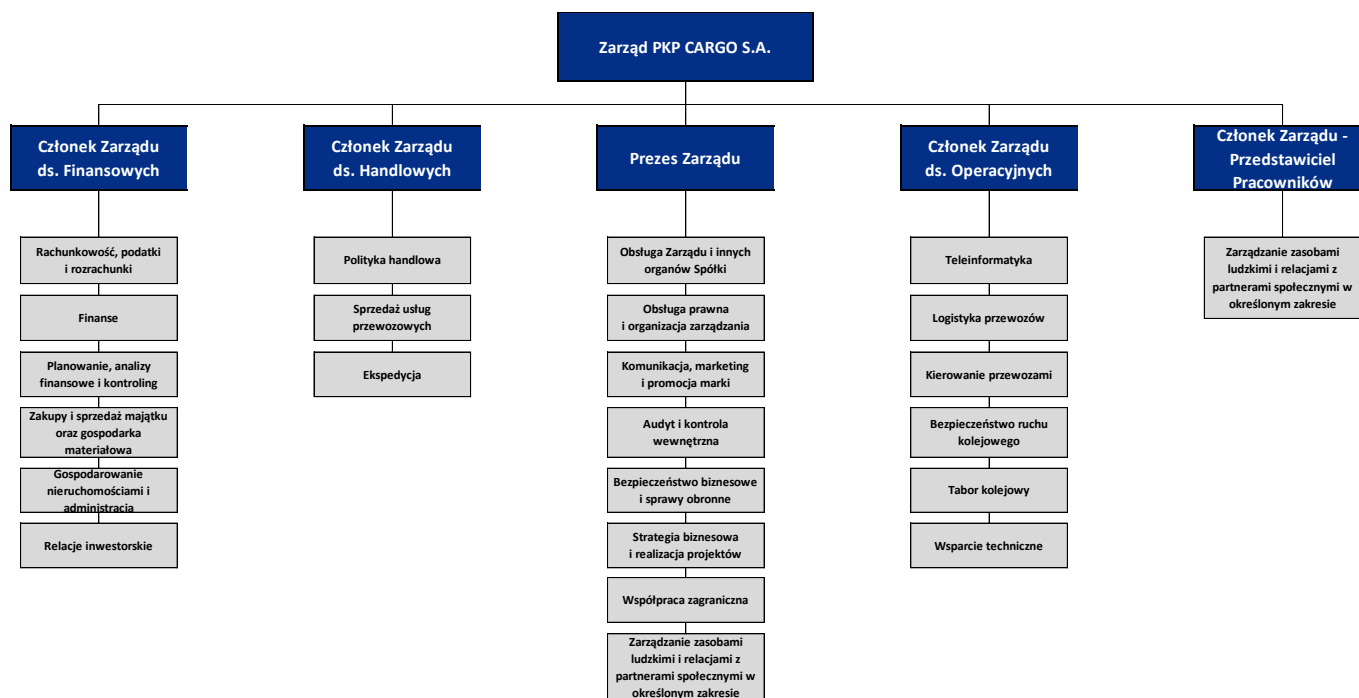 Zarząd PKP CARGO S.A.
Członek Zarządu
ds. Finansowych
Rachunkowość, podatki
i rozrachunki
Finanse
Planowanie, analizy
finansowe i kontroling
Zakupy i sprzedaż majątku
oraz gospodarka
materiałowa
Gospodarowanie
nieruchomościami i
administracja
Relacje inwestorskie
Członek Zarządu
ds. Handlowych
Polityka handlowa
Sprzedaż usług
przewozowych
Ekspedycja
Prezes Zarządu
Obsługa Zarządu i innych
organów Spółki
Obsługa prawna
i organizacja zarządzania
Komunikacja, marketing
i promocja marki
Audyt i kontrola
wewnętrzna
Bezpieczeństwo biznesowe
i sprawy obronne
Strategia biznesowa
i realizacja projektów
Współpraca zagraniczna
Zarządzanie zasobami
ludzkimi i relacjami z
partnerami społecznymi w
określonym zakresie
Członek Zarządu
ds. Operacyjnych
Teleinformatyka
Logistyka przewozów
Kierowanie przewozami
Bezpieczeństwo ruchu
kolejowego
Tabor kolejowy
Wsparcie techniczne
Członek Zarządu -
Przedstawiciel
Pracowników
Zarządzanie zasobami
ludzkimi i relacjami z
partnerami społecznymi w
określonym zakresie